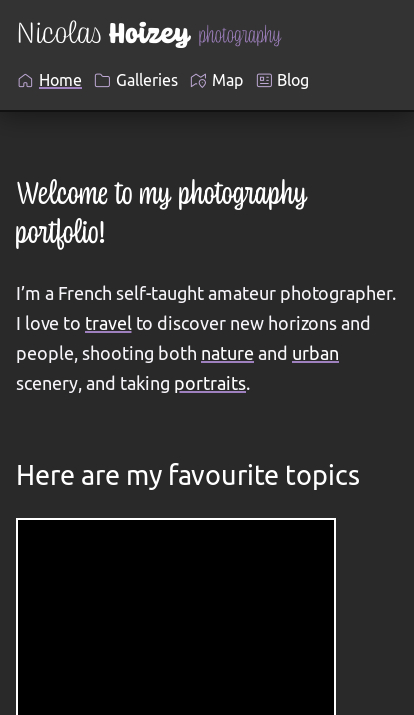 Nicolas Hoizey photography
Home Galleries Map Blog
Welcome to my photography
portfolio!
I’m a French self-taught amateur photographer.
I love to travel to discover new horizons and
people, shooting both nature and urban
scenery, and taking portraits.
Here are my favourite topics